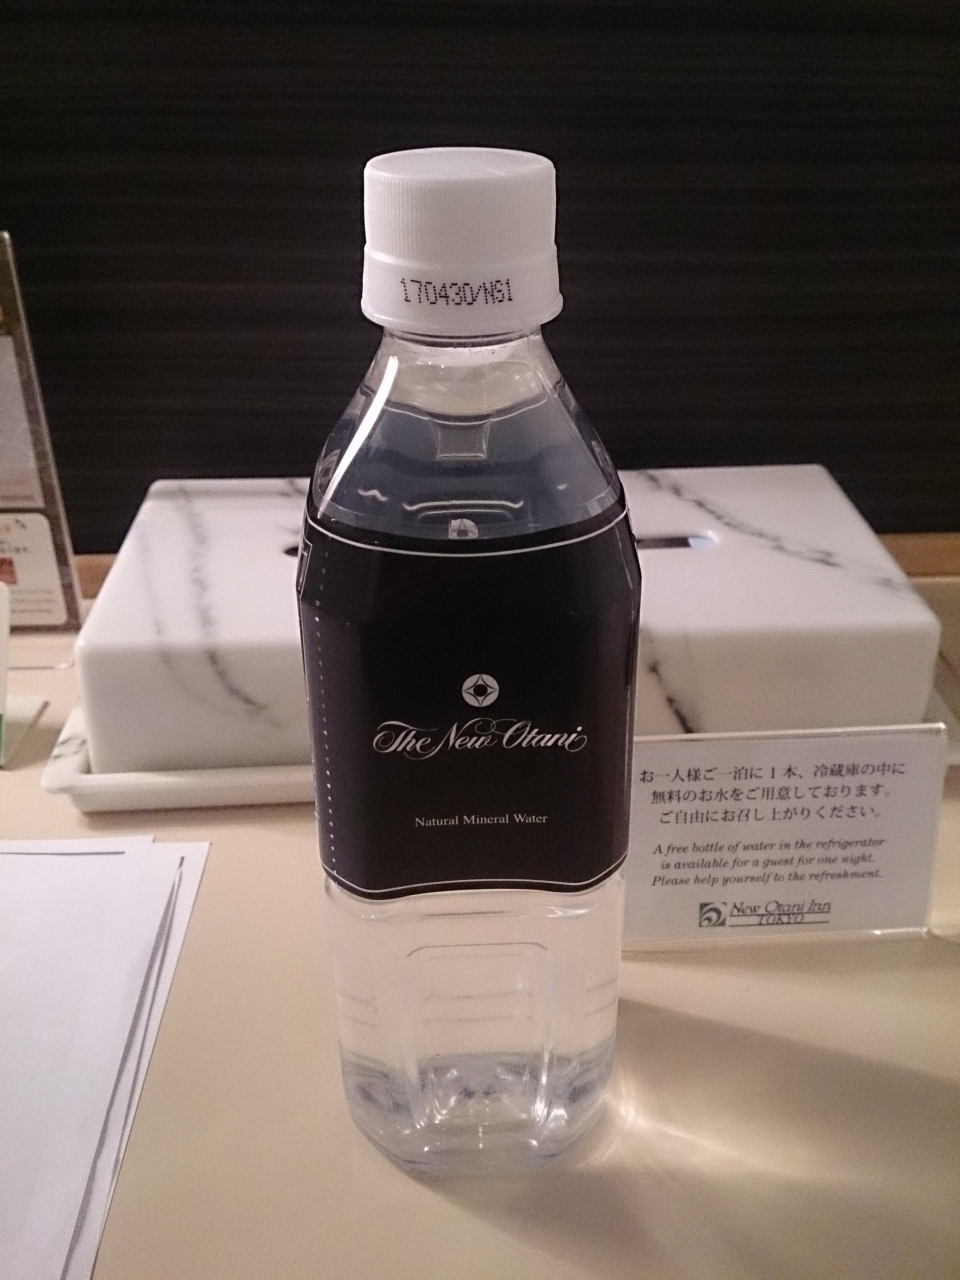 170430/NS1
The New Otani
Natural Mineral Water
お一人様ご一泊に1本、冷蔵庫の中に
無料のお水をご用意しております。
ご自由にお召し上がりください。
A free bottle of water in the refrigerator
is available for a guest for one night.
Please help yourself to the refreshment.
New Otani Inn
TOKYO